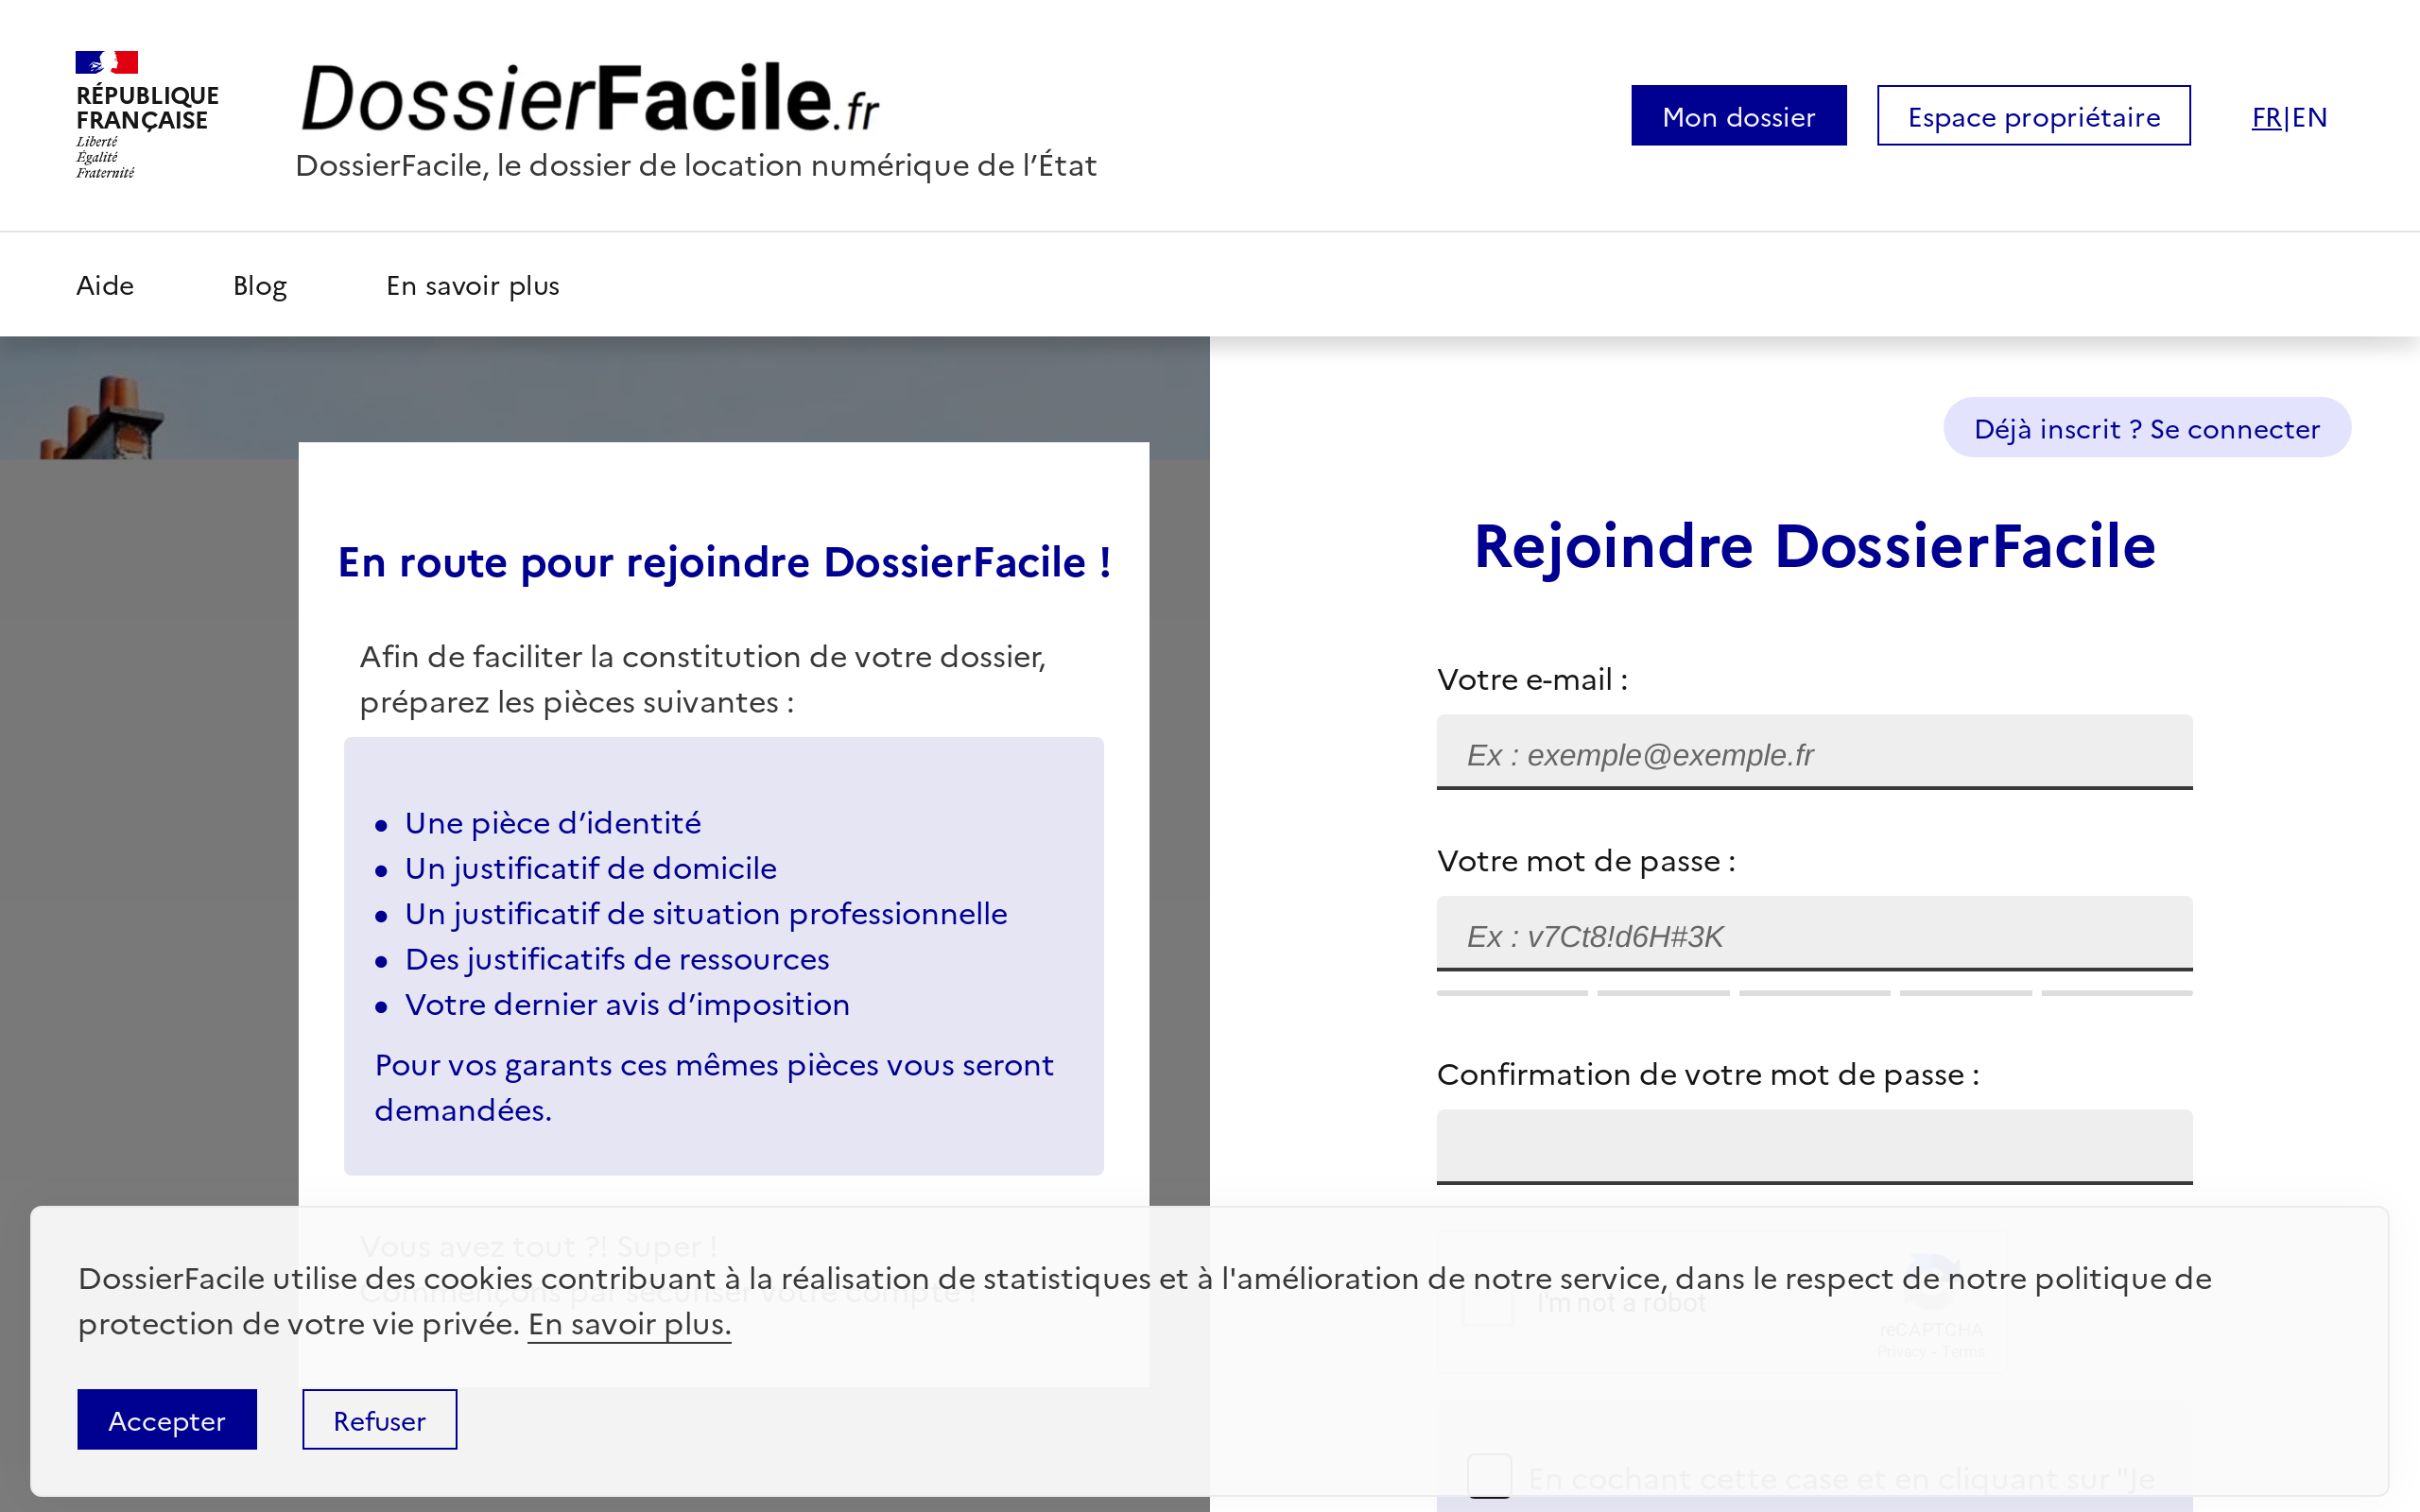 RÉPUBLIQUE
FRANÇAISE
Liberté
Égalité
Fraternité
DossierFacile.fr
DossierFacile, le dossier de location numérique de l’État
Mon dossier
Espace propriétaire
FR|EN
Aide
Blog
En savoir plus
En route pour rejoindre DossierFacile !
Afin de faciliter la constitution de votre dossier,
préparez les pièces suivantes :
Une pièce d’identité
Un justificatif de domicile
Un justificatif de situation professionnelle
Des justificatifs de ressources
Votre dernier avis d’imposition
Pour vos garants ces mêmes pièces vous seront
demandées.
Vous avez tout ?! Super !
Commençons par sécuriser votre compte !
Déjà inscrit ? Se connecter
Rejoindre DossierFacile
Votre e-mail :
Ex : exemple@exemple.fr
Votre mot de passe :
Ex : v7Ct8!d6H#3K
Confirmation de votre mot de passe :
I'm not a robot
reCAPTCHA
Privacy - Terms
En cochant cette case et en cliquant sur "Je
DossierFacile utilise des cookies contribuant à la réalisation de statistiques et à l'amélioration de notre service, dans le respect de notre politique de
protection de votre vie privée. En savoir plus.
Accepter
Refuser